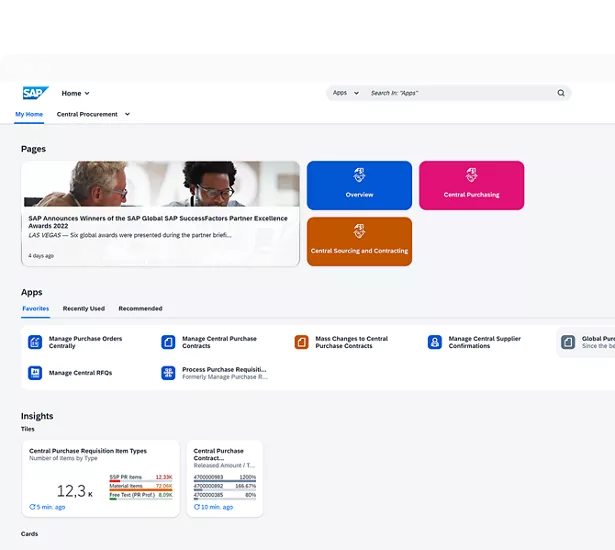 SAP
Home
Apps
Search In: "Apps"
My Home
Central Procurement
Pages
SAP Announces Winners of the SAP Global SAP SuccessFactors Partner Excellence
Awards 2022
LAS VEGAS — Six global awards were presented during the partner briefi...
4 days ago
Overview
Central Purchasing
Central Sourcing and Contracting
Apps
Favorites
Recently Used
Recommended
Manage Purchase Orders
Centrally
Manage Central Purchase
Contracts
Mass Changes to Central
Purchase Contracts
Manage Central Supplier
Confirmations
Global Pur
Since the be
Manage Central RFQs
Process Purchase Requisiti...
Formerly Manage Purchase R...
Insights
Tiles
Central Purchase Requisition Item Types
Number of Items by Type
12,3 K
SSP PR Items 12.33K
Material Items 72.06K
Free Text (PR Prof.) 8.09K
5 min. ago
Central Purchase
Contract...
Released Amount / T...
4700000983 1200%
4700000892 166.67%
4700000385 80%
10 min. ago
Cards